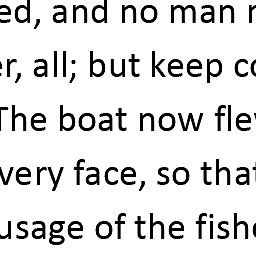 ed, and no man r
er, all; but keep co
The boat now flev
very face, so that
usage of the fishe